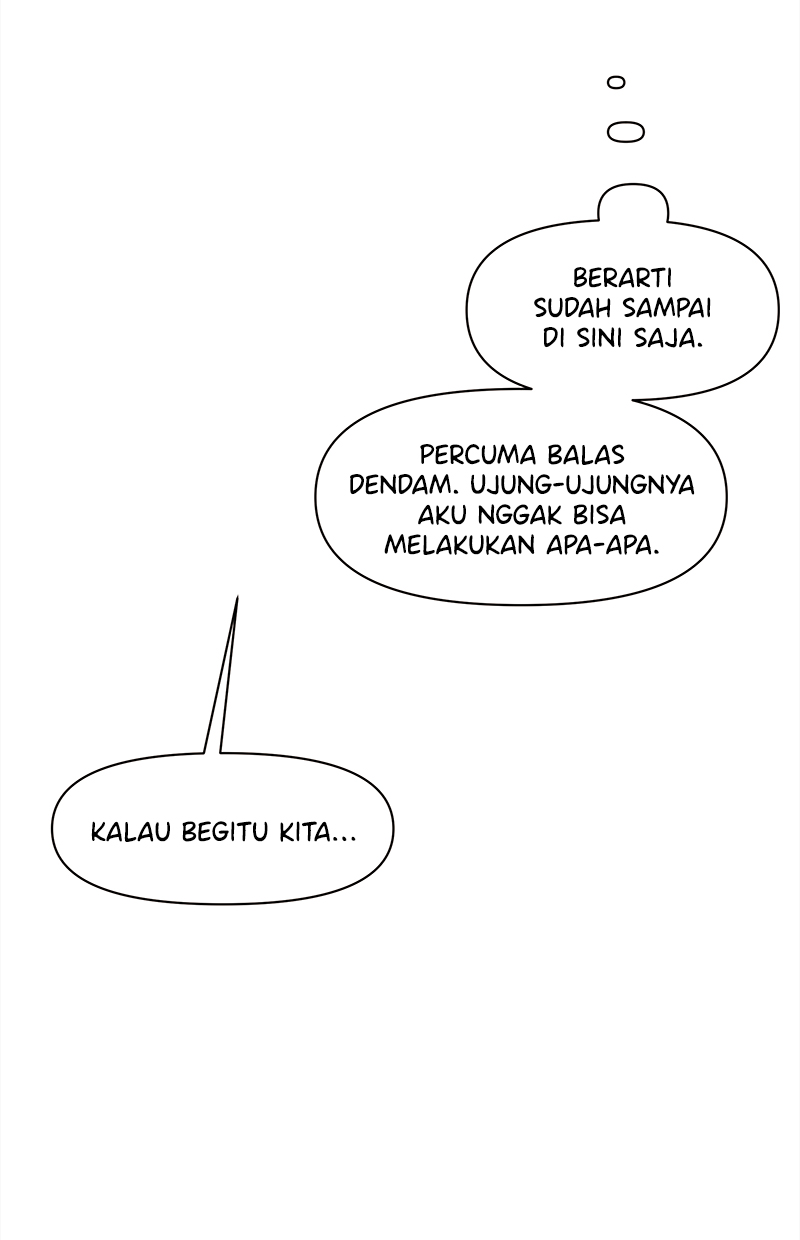 BERARTI
SUDAH SAMPAI
DI SINI SAJA.
PERCUMA BALAS
DENDAM. UJUNG-UJUNGNYA
AKU NGGAK BISA
MELAKUKAN APA-APA.
KALAU BEGITU KITA...